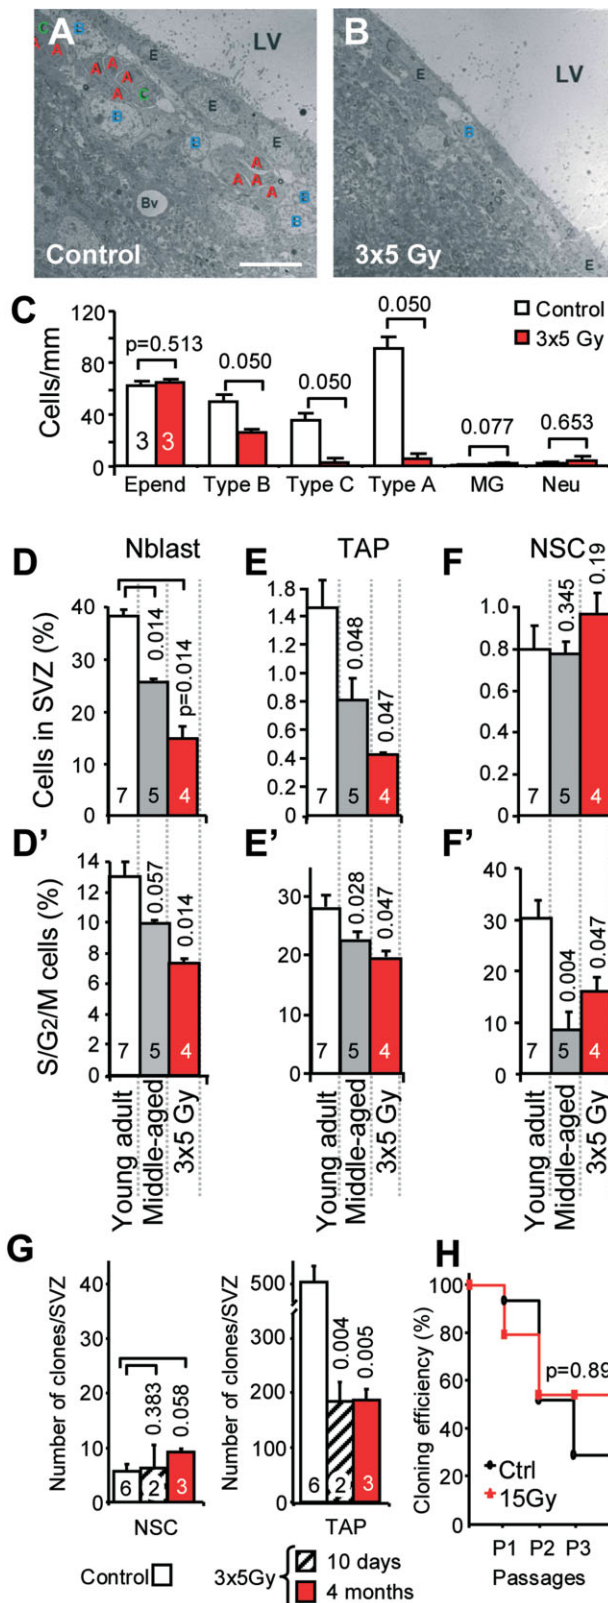 A
B
LV
LV
C
A
A
A
A
A
A
A
C
E
E
B
B
E
A
A
A
A
B
B
Bv
Control
E
B
E
3x5 Gy
C
Cells/mm
120
80
40
0
p=0.513
0.050
0.050
0.050
0.077
0.653
Control
3x5 Gy
3
3
Epend
Type B
Type C
Type A
MG
Neu
D
Nblast
E
TAP
F
NSC
Cells in SVZ (%)
40
30
20
10
0
0.014
p=0.014
7
5
4
1.8
1.6
1.4
1.2
1
0.8
0.6
0.4
0.2
0
0.048
0.047
7
5
4
1.0
0.8
0.6
0.4
0.2
0
0.345
0.19
7
5
4
D'
E'
F'
S/G2/M cells (%)
14
12
10
8
6
4
2
0
0.057
0.014
7
5
4
30
20
10
0
0.028
0.047
7
5
4
40
30
20
10
0
0.004
0.047
7
5
4
Young adult
Middle-aged
3x5 Gy
Young adult
Middle-aged
3x5 Gy
Young adult
Middle-aged
3x5 Gy
G
Number of clones/SVZ
40
30
20
10
0
0.383
0.058
6
2
3
NSC
Number of clones/SVZ
500
300
200
100
0
0.004
0.005
6
2
3
TAP
Control
3x5Gy
10 days
4 months
H
Cloning efficiency (%)
100
80
60
40
20
0
p=0.89
Ctrl
15Gy
P1
P2
P3
Passages